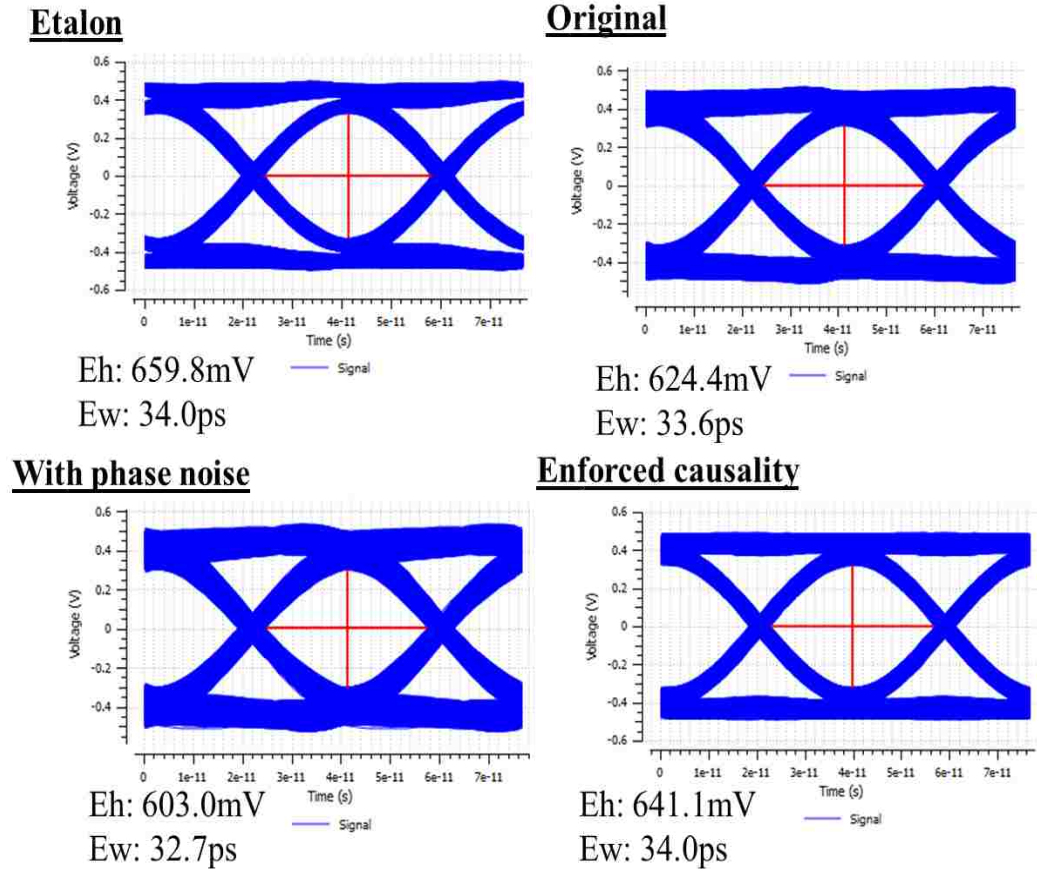 Etalon
0.6
0.4
0.2
0
-0.2
-0.4
-0.6
Voltage (V)
0 1e-11 2e-11 3e-11 4e-11 5e-11 6e-11 7e-11
Time (s)
Signal
Eh: 659.8mV
Ew: 34.0ps
Original
0.6
0.4
0.2
0
-0.2
-0.4
Voltage (V)
0 1e-11 2e-11 3e-11 4e-11 5e-11 6e-11 7e-11
Time (s)
Signal
Eh: 624.4mV
Ew: 33.6ps
With phase noise
0.6
0.4
0.2
0
-0.2
-0.4
Voltage (V)
0 1e-11 2e-11 3e-11 4e-11 5e-11 6e-11 7e-11
Time (s)
Signal
Eh: 603.0mV
Ew: 32.7ps
Enforced causality
0.6
0.4
0.2
0
-0.2
-0.4
-0.6
Voltage (V)
0 1e-11 2e-11 3e-11 4e-11 5e-11 6e-11 7e-11
Time (s)
Signal
Eh: 641.1mV
Ew: 34.0ps